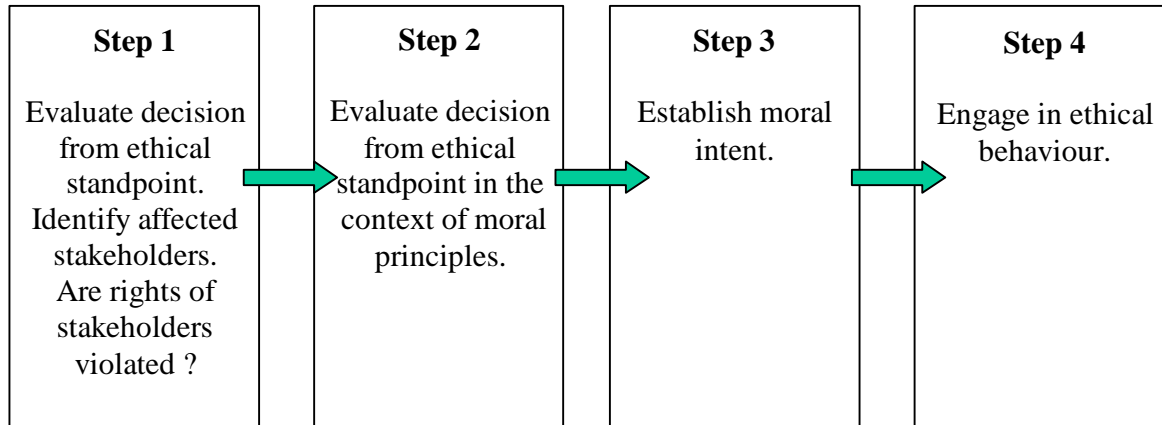 Step 1
Evaluate decision
from ethical
standpoint.
Identify affected
stakeholders.
Are rights of
stakeholders
violated ?
Step 2
Evaluate decision
from ethical
standpoint in the
context of moral
principles.
Step 3
Establish moral
intent.
Step 4
Engage in ethical
behaviour.